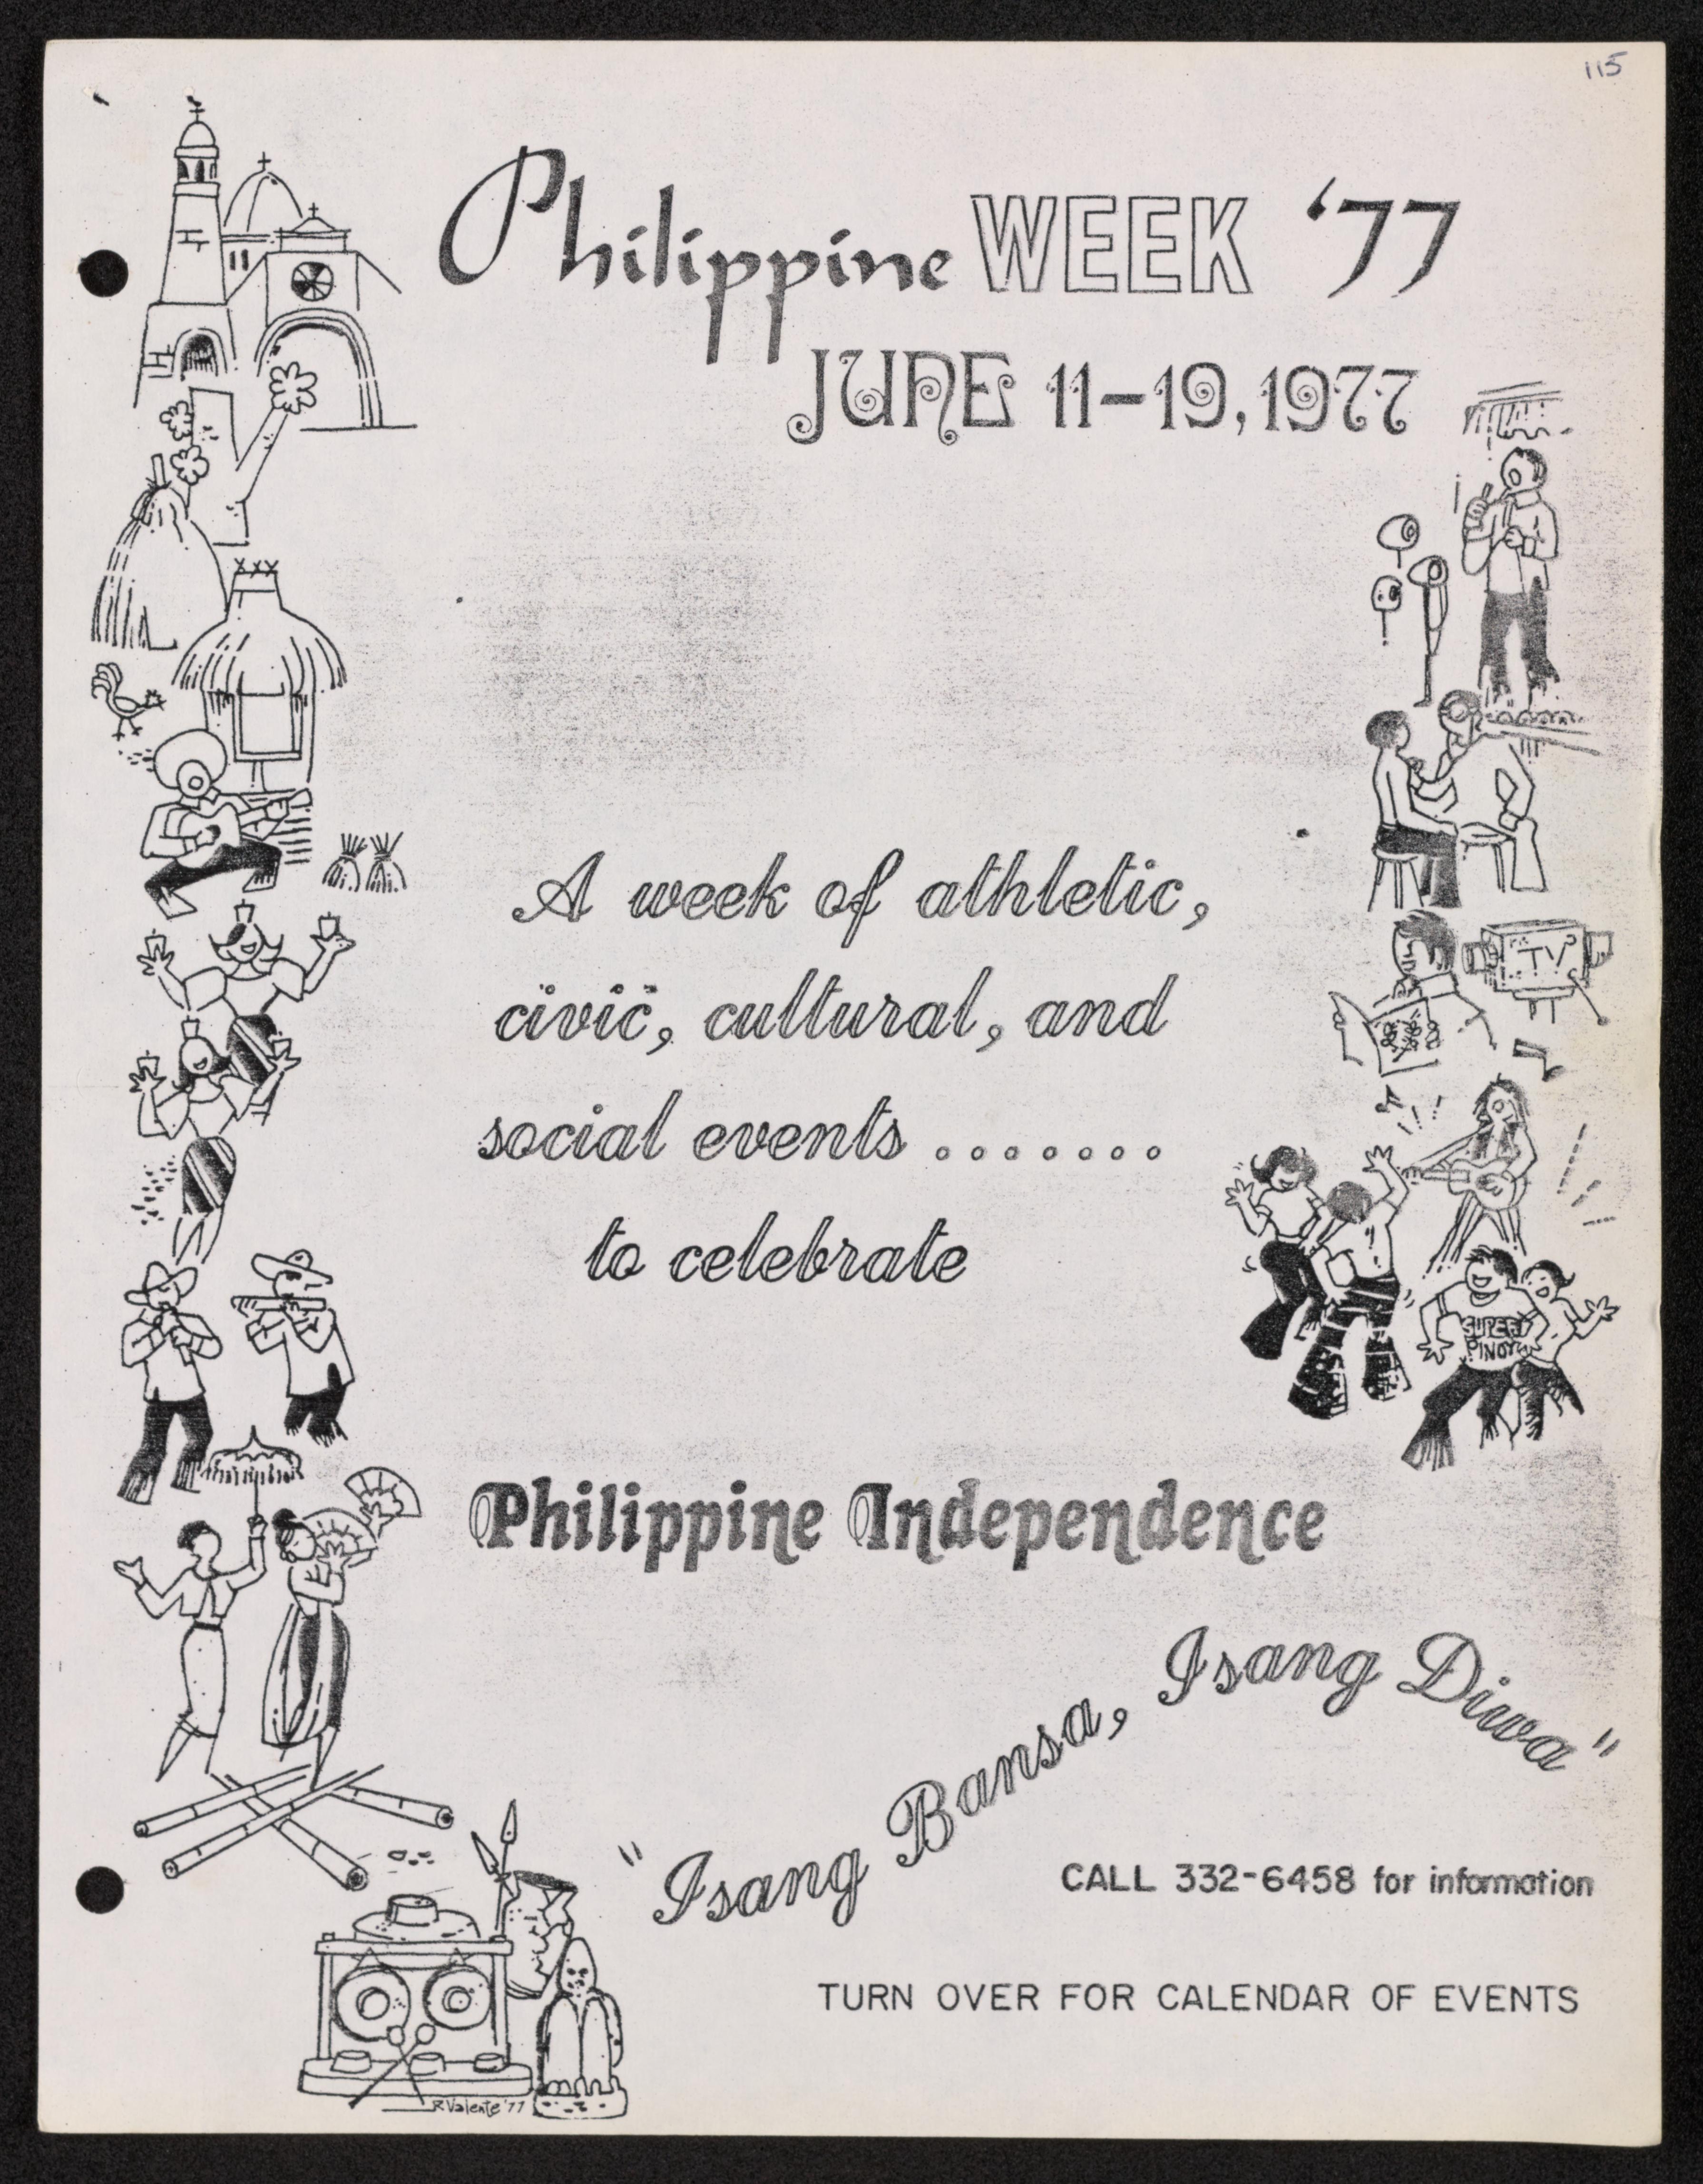 115
Philippine WEEK '77
JUNE 11-19, 1977
A week of athletic,
civic, cultural, and
social events .......
to celebrate
TV
SUPER
PINOY
Philippine Independence
"Isang Bansa, Isang Diwa"
CALL 332-6458 for information
TURN OVER FOR CALENDAR OF EVENTS
R Valente '77